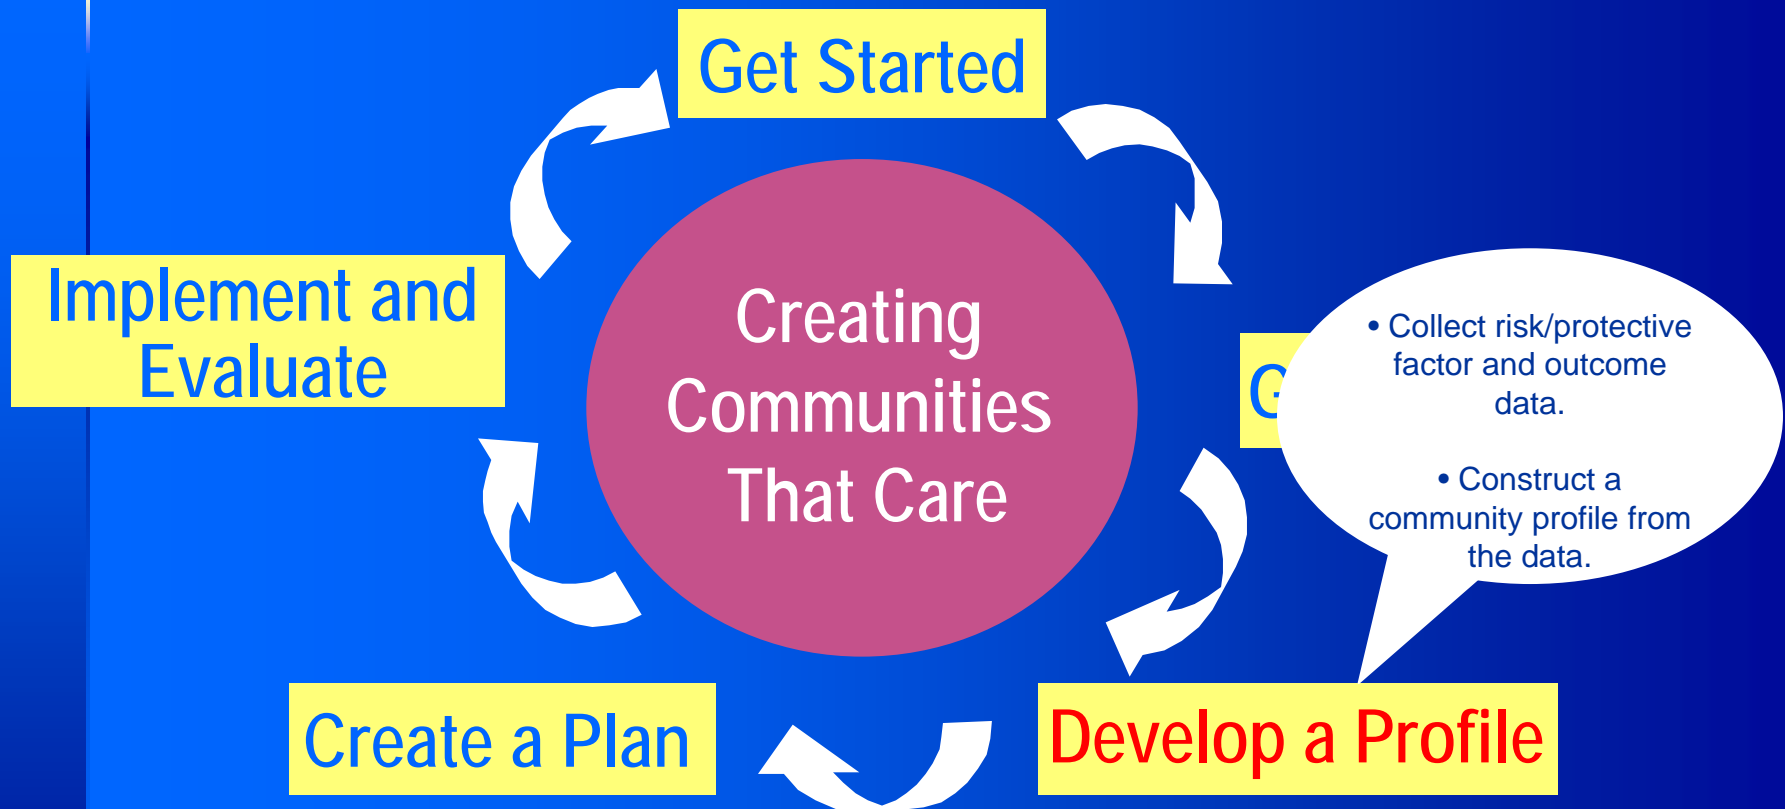 Get Started
Implement and
Evaluate
Creating
Communities
That Care
• Collect risk/protective
factor and outcome
data.
• Construct a
community profile from
the data.
Create a Plan
Develop a Profile